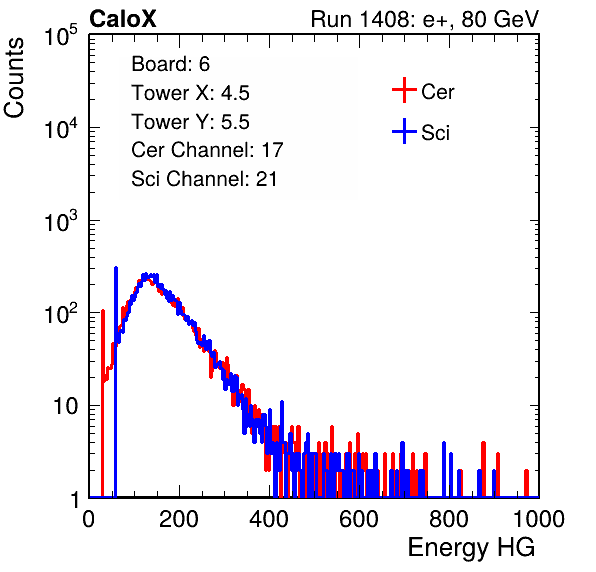 CaloX Run 1408: e+, 80 GeV
Counts
Board: 6
Tower X: 4.5
Tower Y: 5.5
Cer Channel: 17
Sci Channel: 21
Cer
Sci
10^5
10^4
10^3
10^2
10
1
0 200 400 600 800 1000
Energy HG